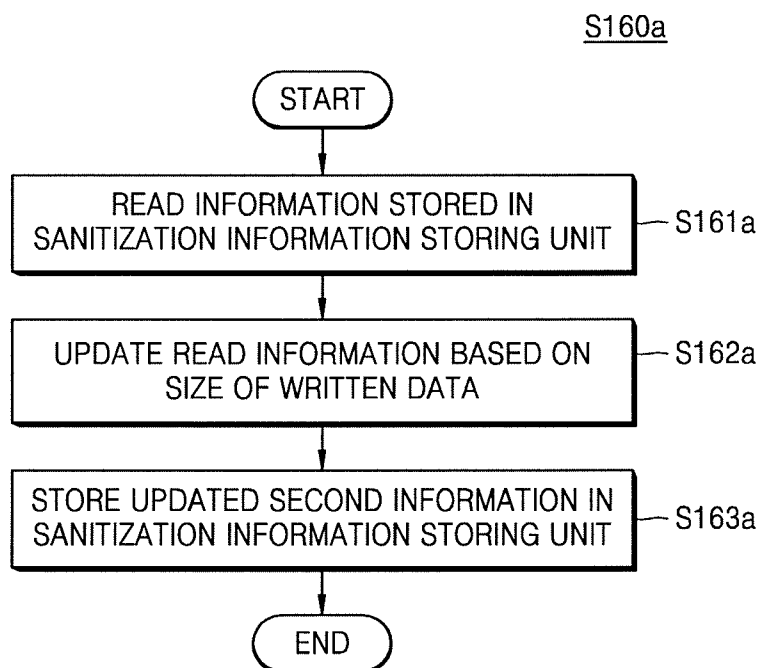 S160a
START
READ INFORMATION STORED IN
SANITIZATION INFORMATION STORING UNIT
S161a
UPDATE READ INFORMATION BASED ON
SIZE OF WRITTEN DATA
S162a
STORE UPDATED SECOND INFORMATION IN
SANITIZATION INFORMATION STORING UNIT
S163a
END